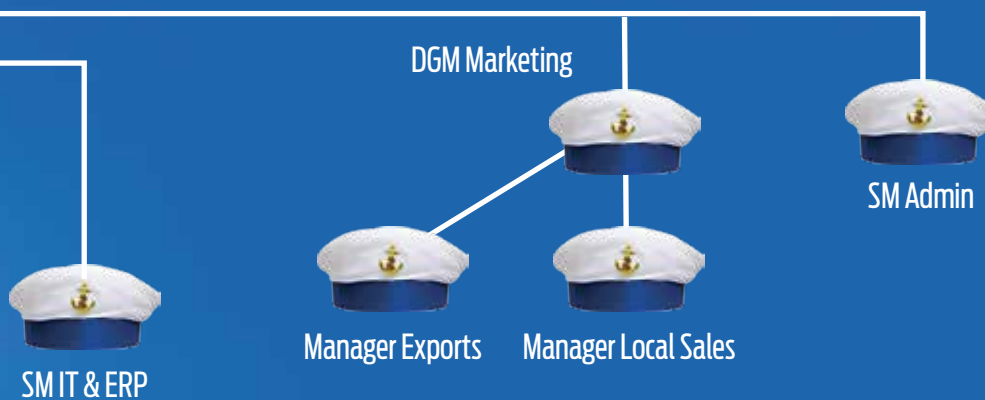 DGM Marketing
SM Admin
Manager Exports
Manager Local Sales
SM IT & ERP